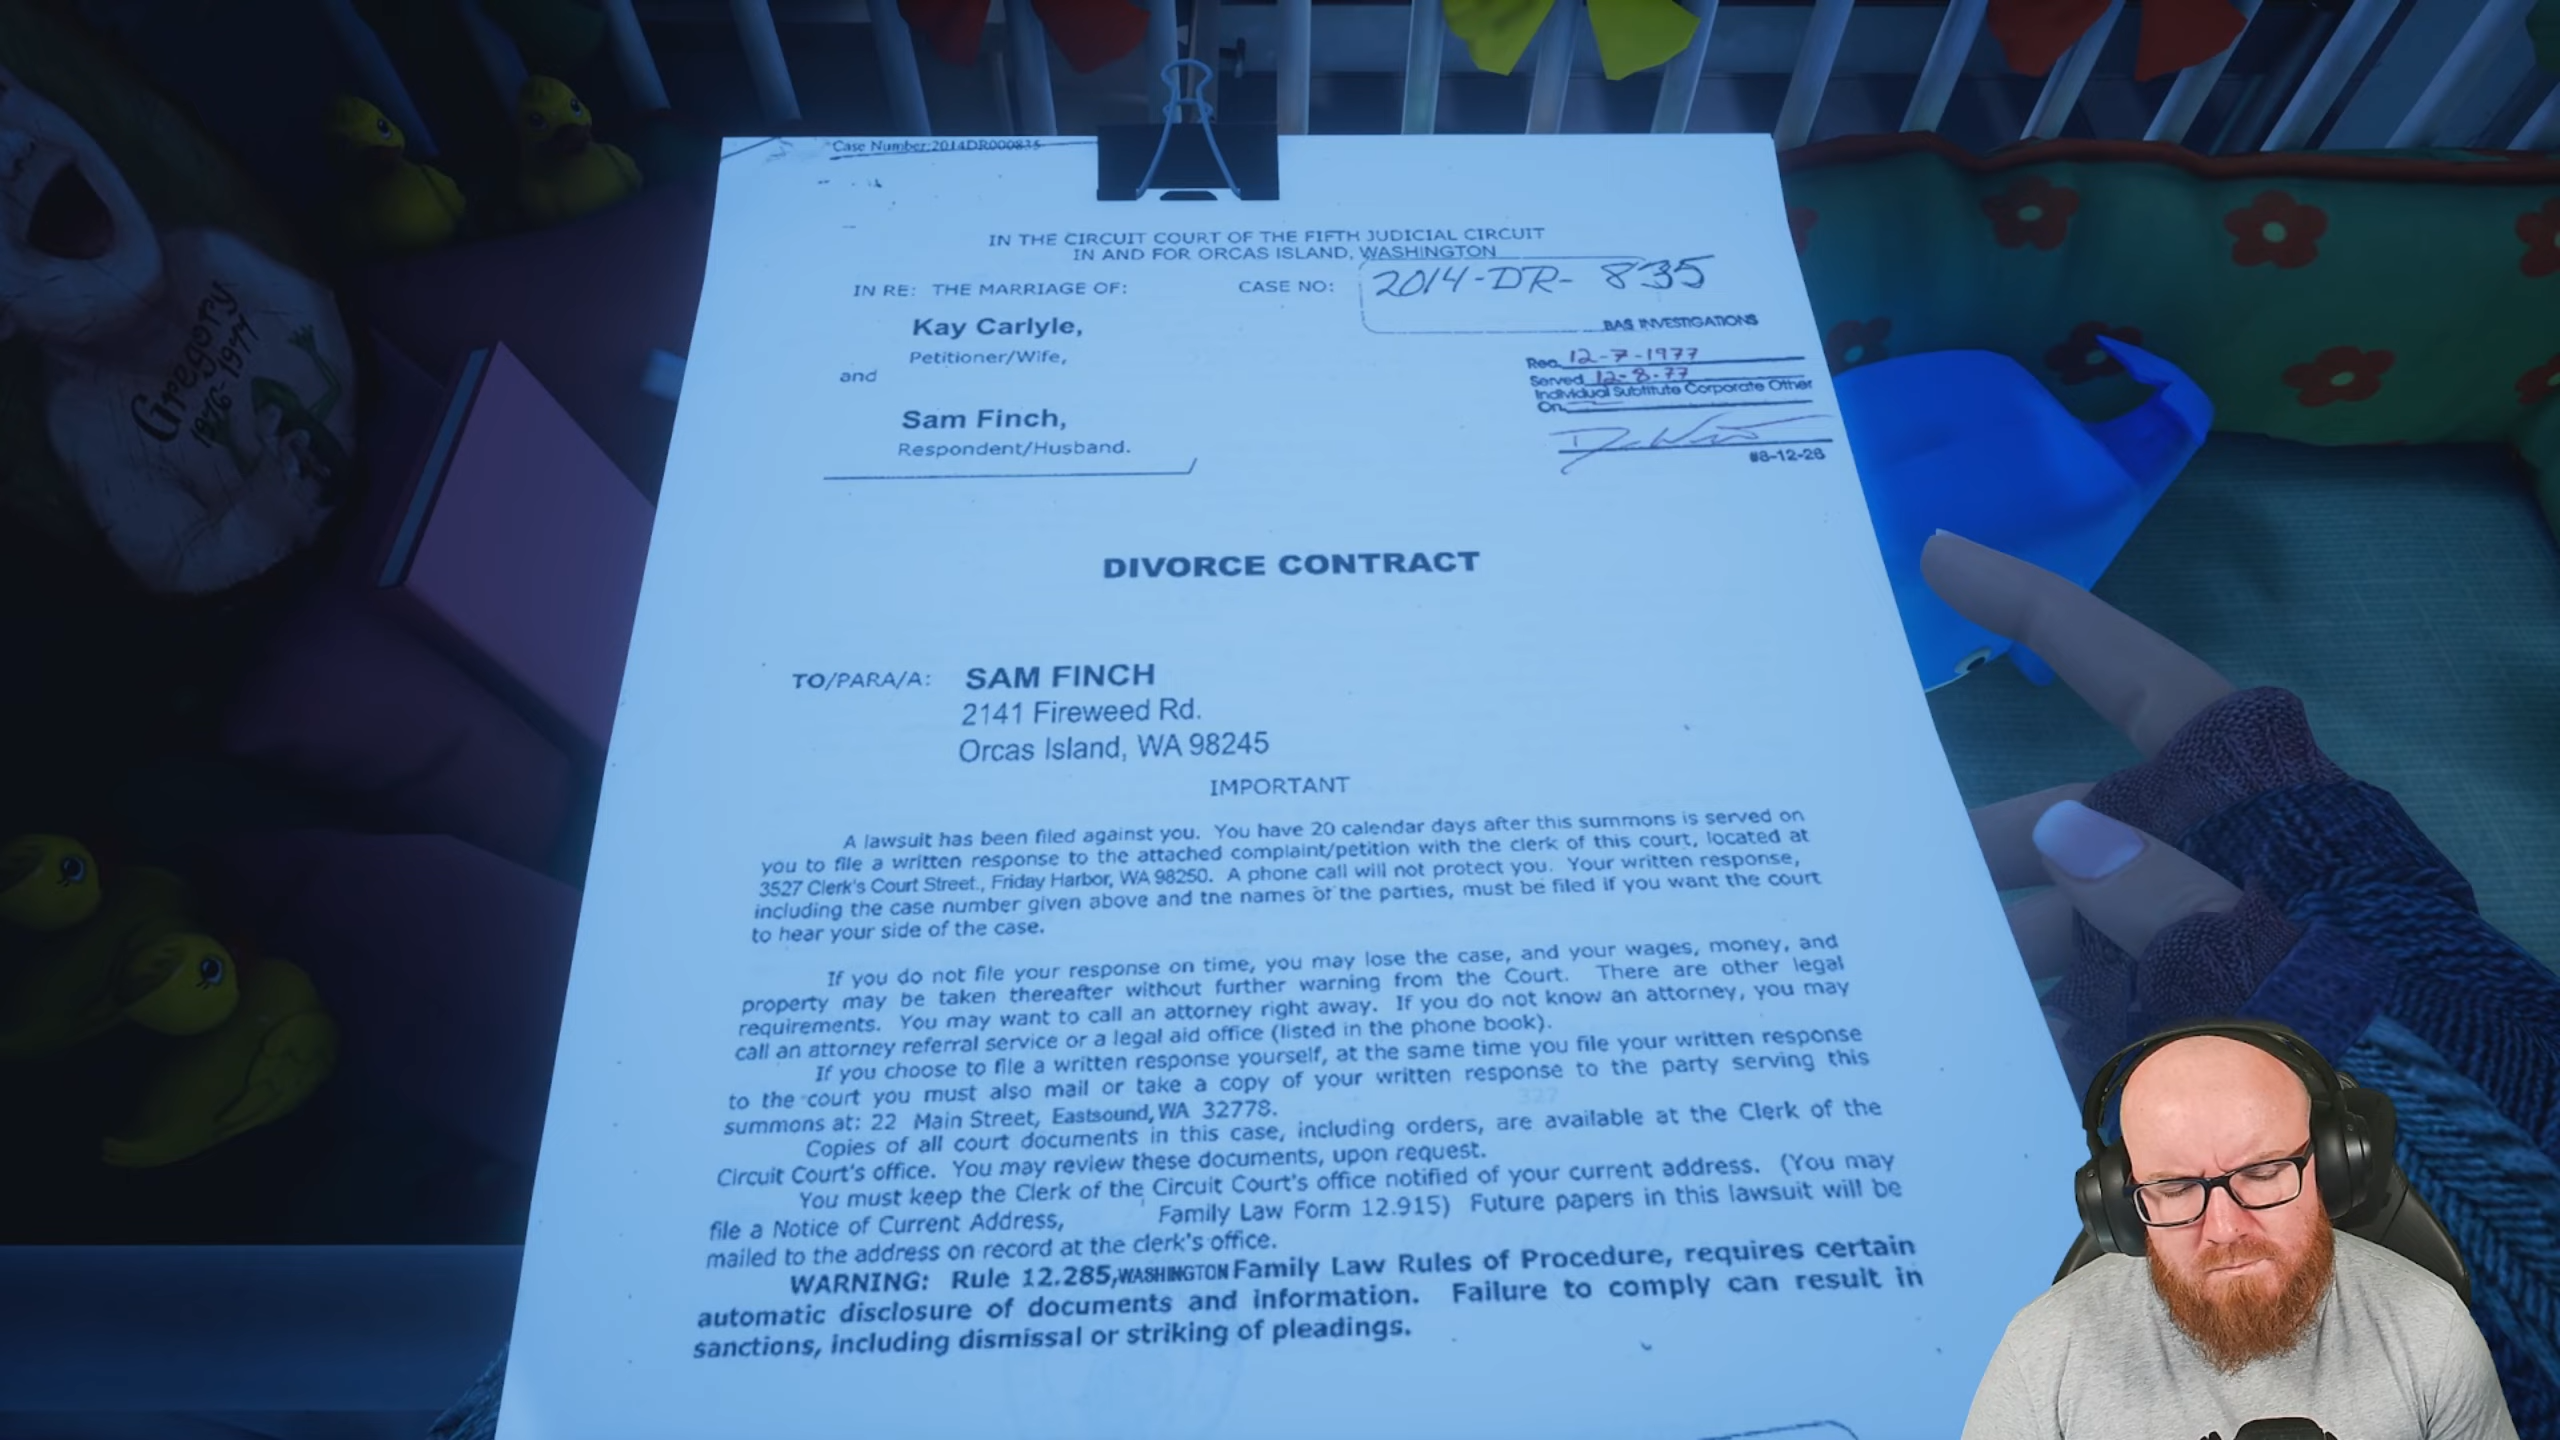 Case Number:2014DR000835
IN THE CIRCUIT COURT OF THE FIFTH JUDICIAL CIRCUIT
IN AND FOR ORCAS ISLAND, WASHINGTON
IN RE: THE MARRIAGE OF:
CASE NO: 2014-DR- 835
Kay Carlyle,
Petitioner/Wife,
and
Sam Finch,
Respondent/Husband.
BAS INVESTIGATIONS
Rec. 12-7-1977
Served 12-8-77
Individual Subtitute Corporate Other
On
#8-12-26
Gregory
1976-1977
DIVORCE CONTRACT
TO/PARA/A: SAM FINCH
2141 Fireweed Rd.
Orcas Island, WA 98245
IMPORTANT
A lawsuit has been filed against you. You have 20 calendar days after this summons is served on
you to file a written response to the attached complaint/petition with the clerk of this court, located at
3527 Clerk's Court Street., Friday Harbor, WA 98250. A phone call will not protect you. Your written response,
including the case number given above and the names of the parties, must be filed if you want the court
to hear your side of the case.
If you do not file your response on time, you may lose the case, and your wages, money, and
property may be taken thereafter without further warning from the Court. There are other legal
requirements. You may want to call an attorney right away. If you do not know an attorney, you may
call an attorney referral service or a legal aid office (listed in the phone book).
If you choose to file a written response yourself, at the same time you file your written response
to the court you must also mail or take a copy of your written response to the party serving this
summons at: 22 Main Street, Eastsound, WA 32778.
Copies of all court documents in this case, including orders, are available at the Clerk of the
Circuit Court's office. You may review these documents, upon request.
You must keep the Clerk of the Circuit Court's office notified of your current address. (You may
file a Notice of Current Address, Family Law Form 12.915) Future papers in this lawsuit will be
mailed to the address on record at the clerk's office.
WARNING: Rule 12.285, WASHINGTON Family Law Rules of Procedure, requires certain
automatic disclosure of documents and information. Failure to comply can result in
sanctions, including dismissal or striking of pleadings.